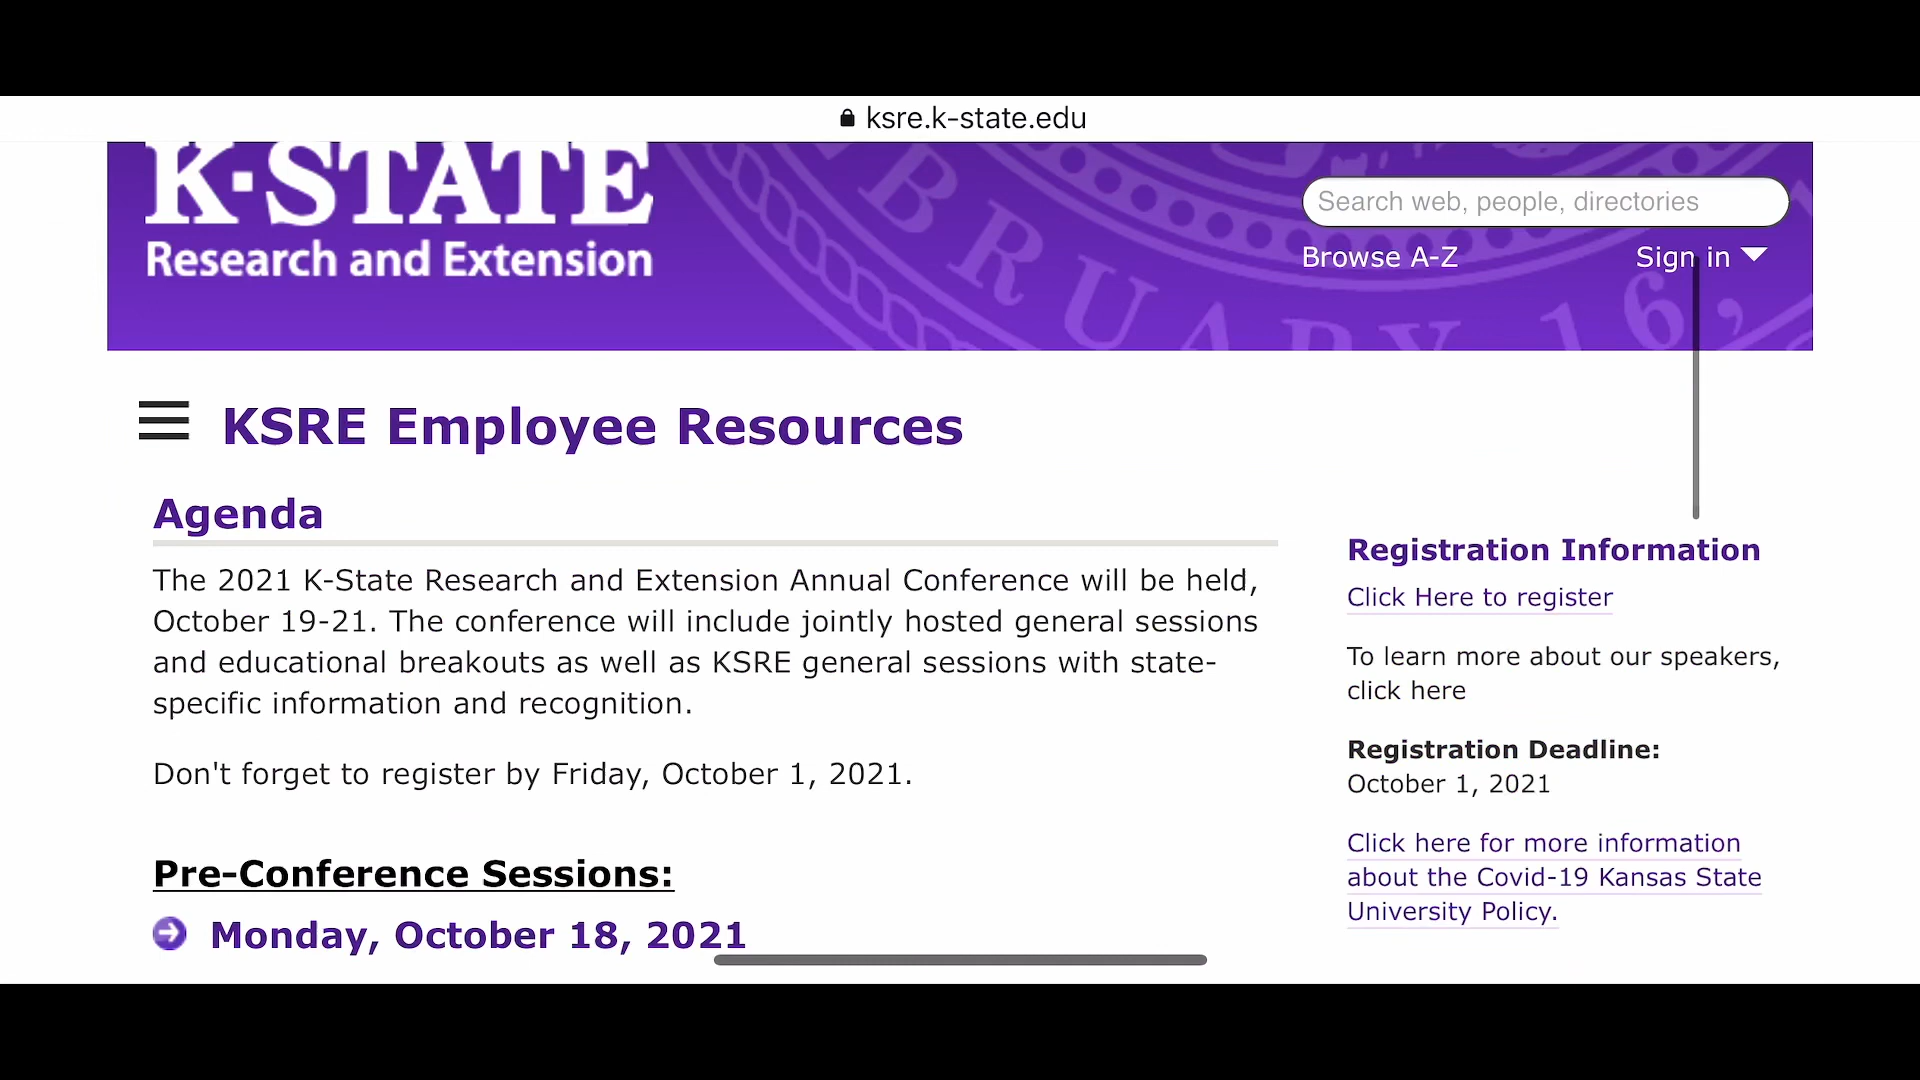 ksre.k-state.edu
K·STATE
Research and Extension
BRUARY 16,
Search web, people, directories
Browse A-Z
Sign in
KSRE Employee Resources
Agenda
The 2021 K-State Research and Extension Annual Conference will be held,
October 19-21. The conference will include jointly hosted general sessions
and educational breakouts as well as KSRE general sessions with state-
specific information and recognition.
Don't forget to register by Friday, October 1, 2021.
Pre-Conference Sessions:
Monday, October 18, 2021
Registration Information
Click Here to register
To learn more about our speakers,
click here
Registration Deadline:
October 1, 2021
Click here for more information
about the Covid-19 Kansas State
University Policy.